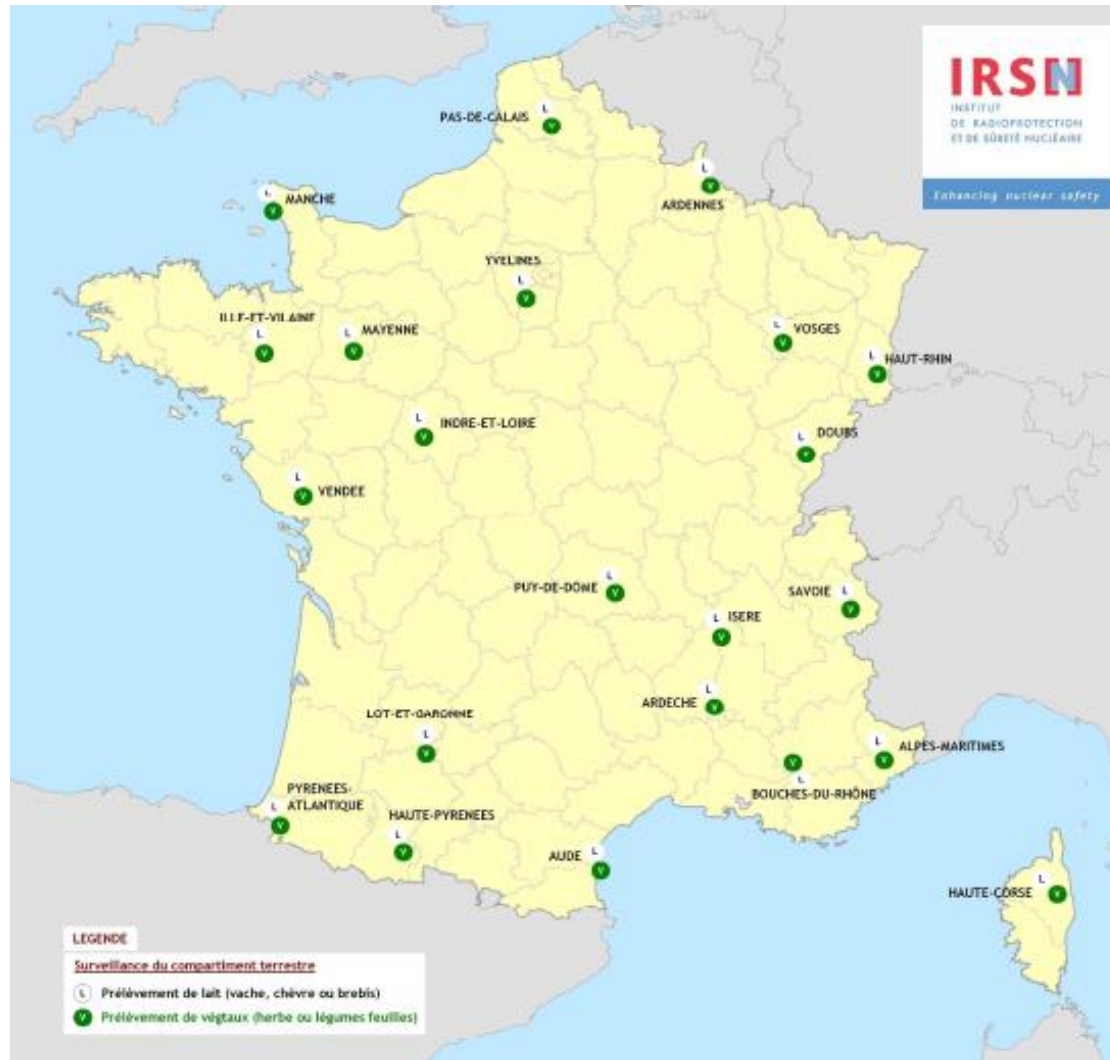 IRSN
INSTITUT
DE RADIOPROTECTION
ET DE SÛRETÉ NUCLÉAIRE
Enhancing nuclear safety
PAS-DE-CALAIS
L
V
L
V
ARDENNES
L
V
MANCHE
YVELINES
L
V
ILLE-ET-VILAINE
L
V
L
V
MAYENNE
L
V
VOSGES
L
V
HAUT-RHIN
L
V
INDRE-ET-LOIRE
L
V
DOUBS
L
V
VENDEE
PUY-DE-DÔME
L
V
SAVOIE
L
V
L
V
ISERE
ARDECHE
L
V
LOT-ET-GARONNE
L
V
L
V
ALPES-MARITIMES
V
L
BOUCHES-DU-RHÔNE
PYRENEES-
ATLANTIQUE
L
V
HAUTE-PYRENEES
L
V
AUDE
L
V
HAUTE-CORSE
L
V
LEGENDE
Surveillance du compartiment terrestre
L Prélèvement de lait (vache, chèvre ou brebis)
V Prélèvement de végtaux (herbe ou légumes feuilles)